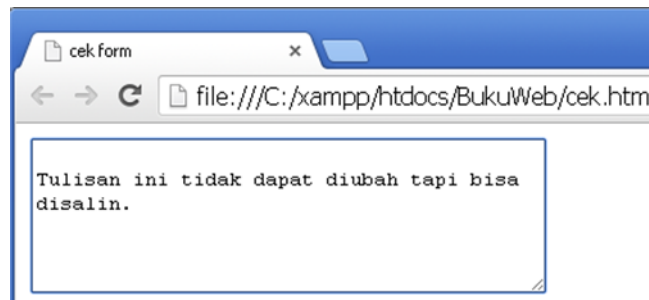 cek form
file:///C:/xampp/htdocs/BukuWeb/cek.htm
Tulisan ini tidak dapat diubah tapi bisa
disalin.